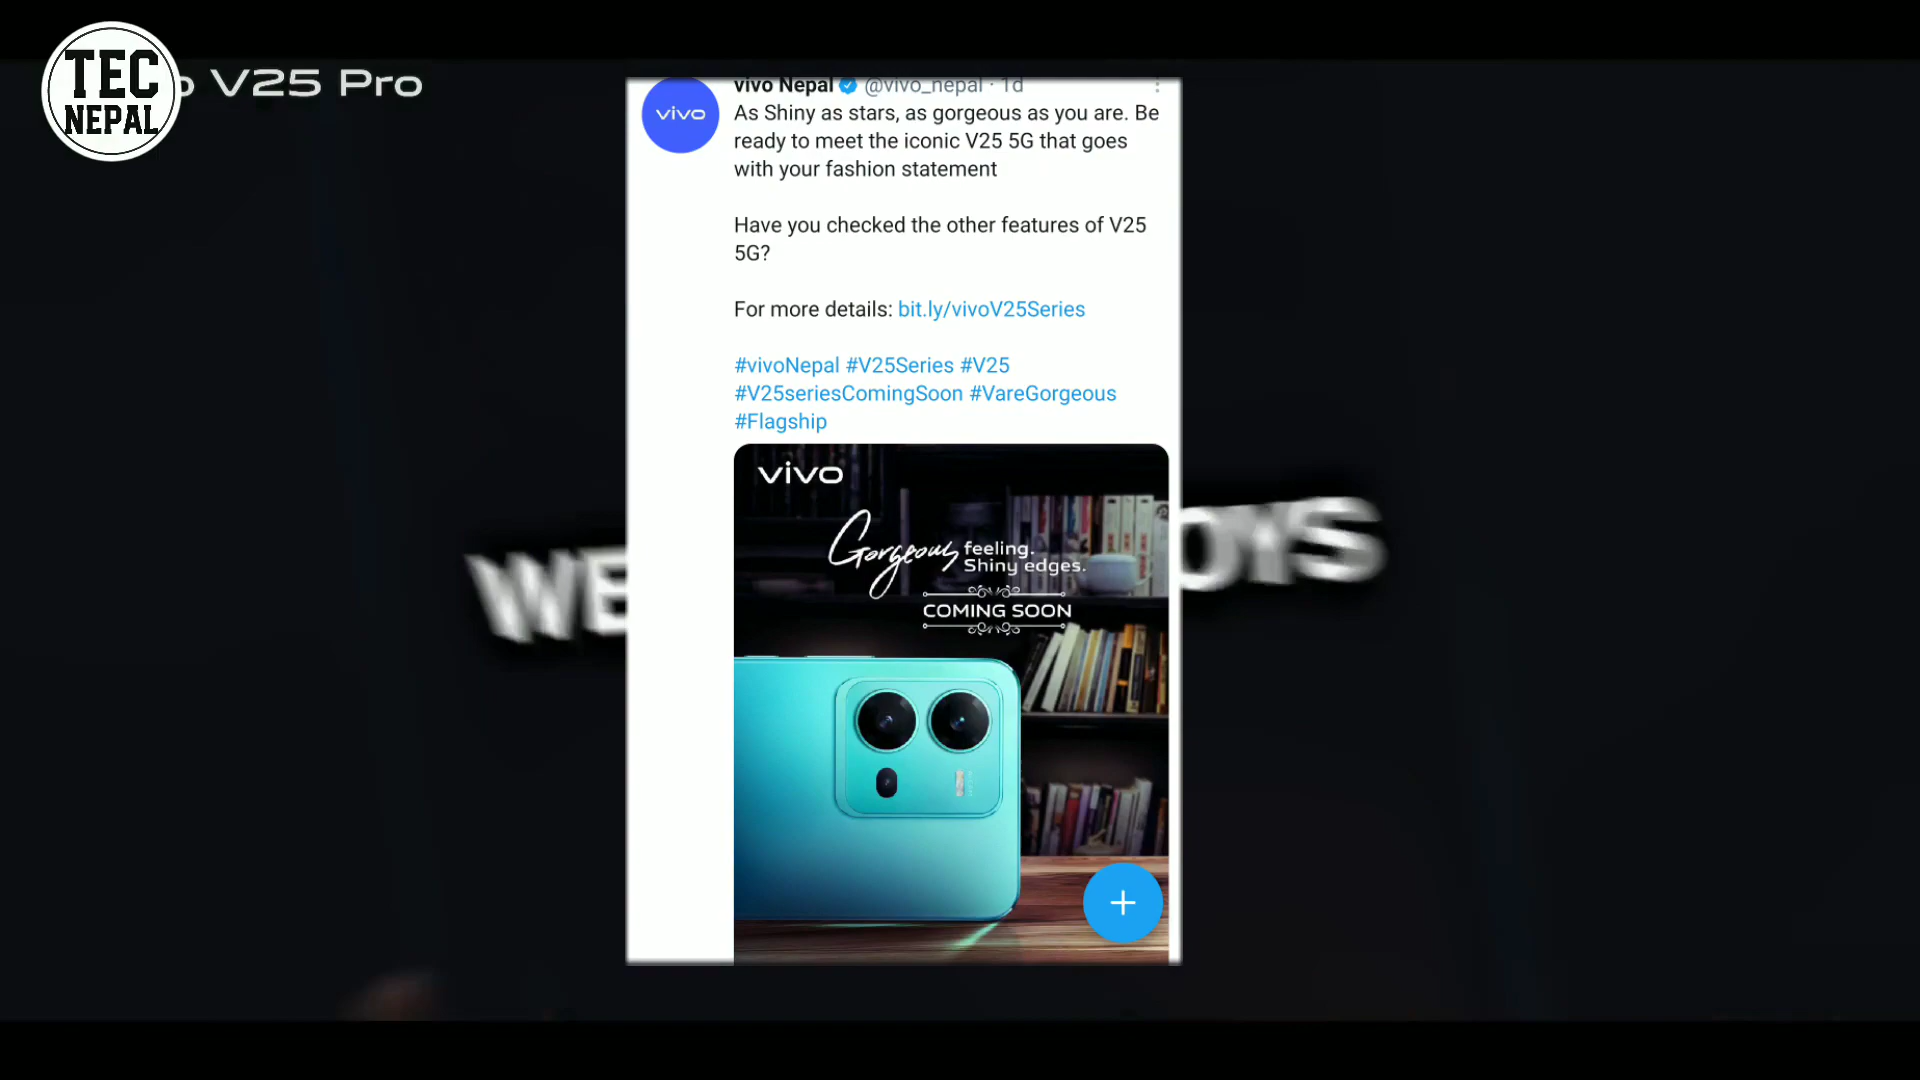 TEC
NEPAL
V25 Pro
vivo Nepal @vivo_nepal · 1d
vivo
As Shiny as stars, as gorgeous as you are. Be
ready to meet the iconic V25 5G that goes
with your fashion statement
Have you checked the other features of V25
5G?
For more details: bit.ly/vivoV25Series
#vivoNepal #V25Series #V25
#V25seriesComingSoon #VareGorgeous
#Flagship
vivo
Gorgeous feeling.
Shiny edges.
COMING SOON